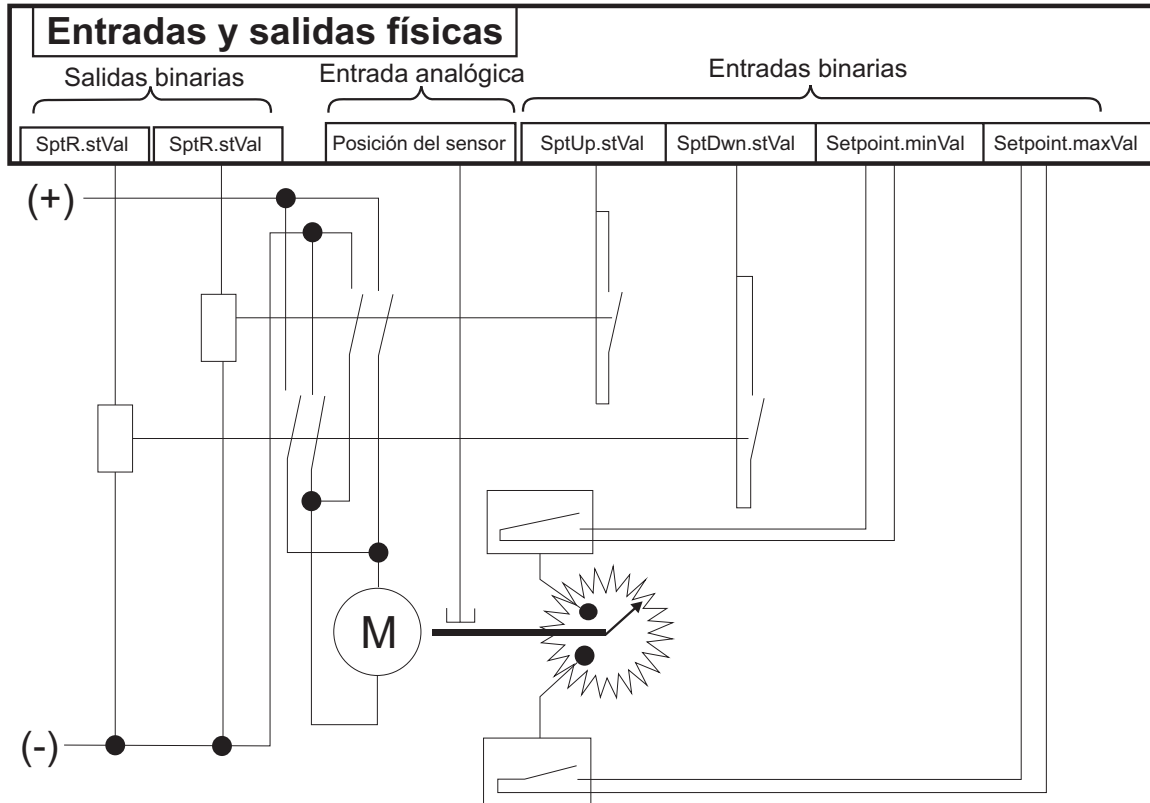 Entradas y salidas físicas
Salidas binarias
Entrada analógica
Entradas binarias
SptR.stVal
SptR.stVal
Posición del sensor
SptUp.stVal
SptDwn.stVal
Setpoint.minVal
Setpoint.maxVal
(+)
M
(-)